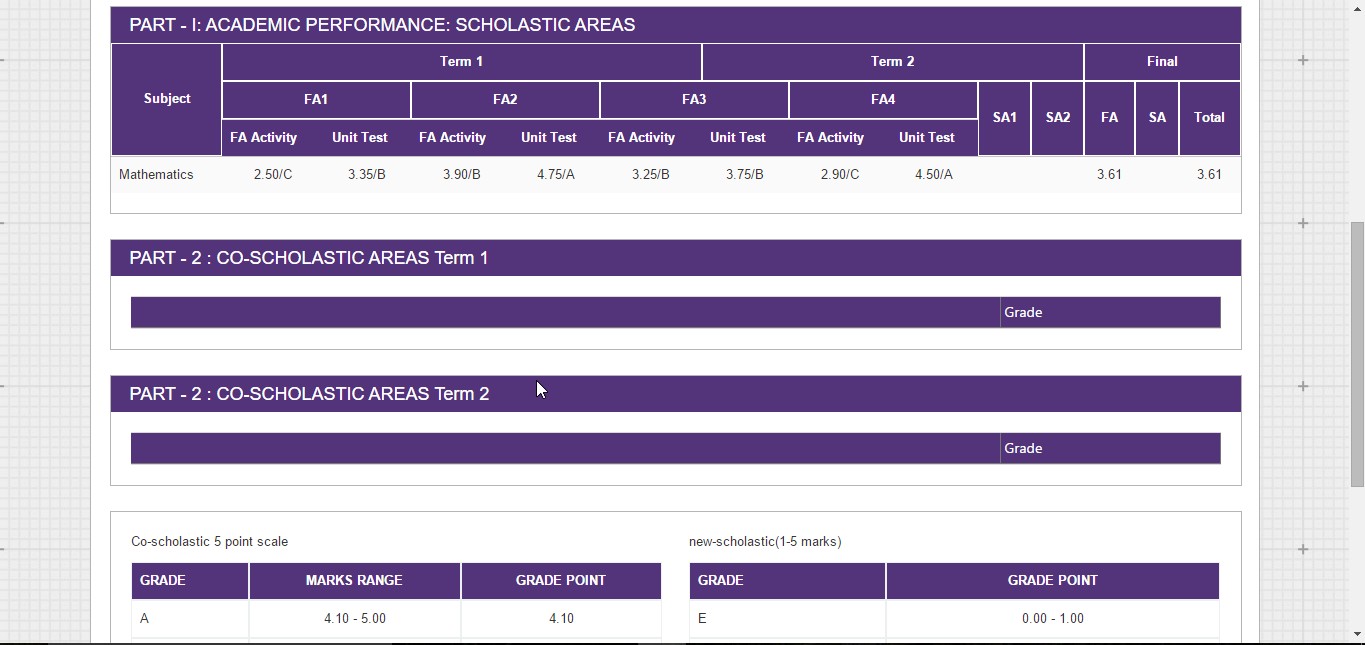 PART - I: ACADEMIC PERFORMANCE: SCHOLASTIC AREAS
Term 1 Term 2 Final
Subject FA1 FA2 FA3 FA4 SA1 SA2 FA SA Total
FA Activity Unit Test FA Activity Unit Test FA Activity Unit Test FA Activity Unit Test
Mathematics 2.50/C 3.35/B 3.90/B 4.75/A 3.25/B 3.75/B 2.90/C 4.50/A 3.61 3.61
PART - 2 : CO-SCHOLASTIC AREAS Term 1
Grade
PART - 2 : CO-SCHOLASTIC AREAS Term 2
Grade
Co-scholastic 5 point scale new-scholastic(1-5 marks)
GRADE MARKS RANGE GRADE POINT GRADE GRADE POINT
A 4.10 - 5.00 4.10 E 0.00 - 1.00